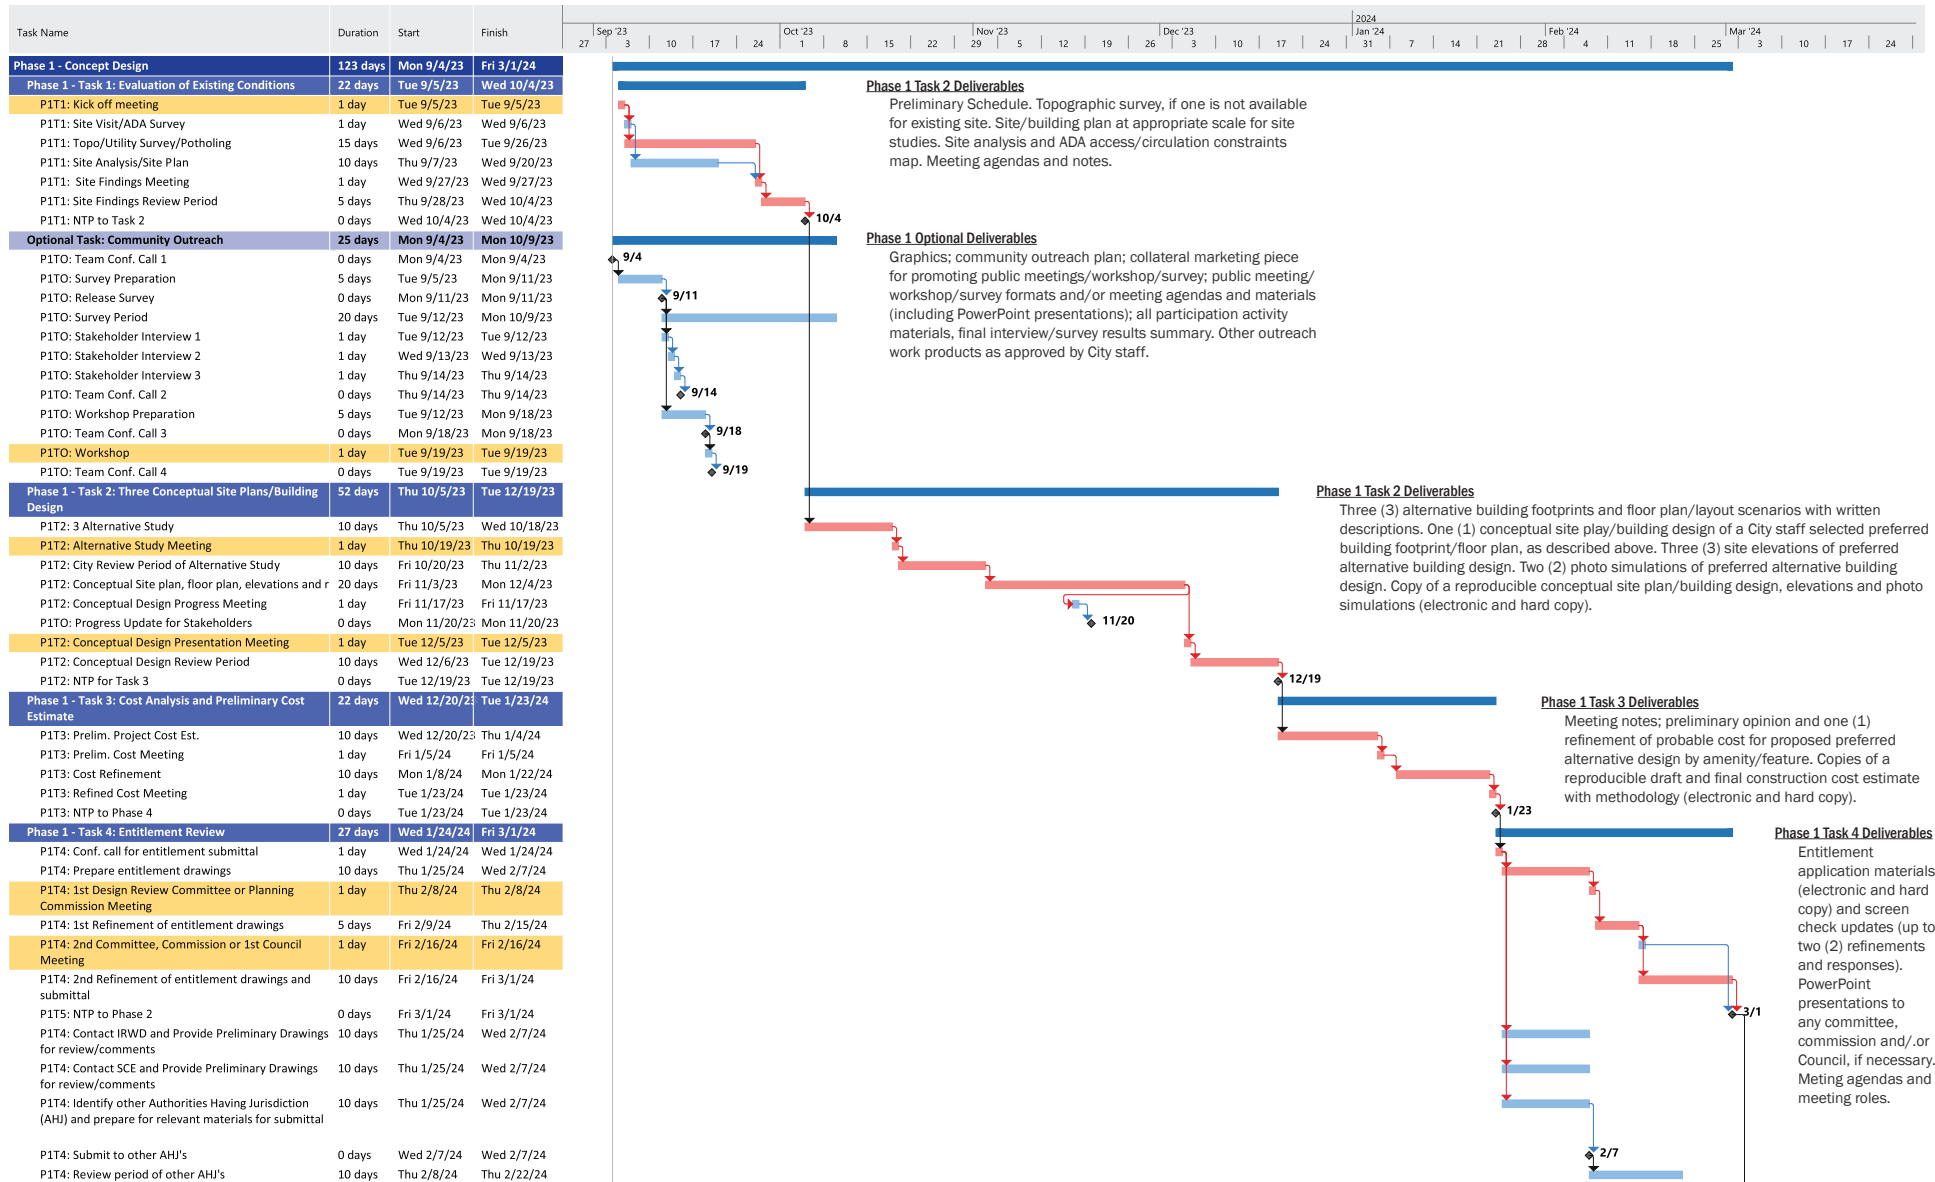 2024
Task Name Duration Start Finish Sep '23 Oct '23 Nov '23 Dec '23 Jan '24 Feb '24 Mar '24
27 3 10 17 24 1 8 15 22 29 5 12 19 26 3 10 17 24 31 7 14 21 28 4 11 18 25 3 10 17 24
Phase 1 - Concept Design 123 days Mon 9/4/23 Fri 3/1/24
Phase 1 - Task 1: Evaluation of Existing Conditions 22 days Tue 9/5/23 Wed 10/4/23
P1T1: Kick off meeting 1 day Tue 9/5/23 Tue 9/5/23
P1T1: Site Visit/ADA Survey 1 day Wed 9/6/23 Wed 9/6/23
P1T1: Topo/Utility Survey/Potholing 15 days Wed 9/6/23 Tue 9/26/23
P1T1: Site Analysis/Site Plan 10 days Thu 9/7/23 Wed 9/20/23
P1T1: Site Findings Meeting 1 day Wed 9/27/23 Wed 9/27/23
P1T1: Site Findings Review Period 5 days Thu 9/28/23 Wed 10/4/23
P1T1: NTP to Task 2 0 days Wed 10/4/23 Wed 10/4/23
10/4
Phase 1 Task 2 Deliverables
Preliminary Schedule. Topographic survey, if one is not available
for existing site. Site/building plan at appropriate scale for site
studies. Site analysis and ADA access/circulation constraints
map. Meeting agendas and notes.
Optional Task: Community Outreach 25 days Mon 9/4/23 Mon 10/9/23
P1TO: Team Conf. Call 1 0 days Mon 9/4/23 Mon 9/4/23
9/4
P1TO: Survey Preparation 5 days Tue 9/5/23 Mon 9/11/23
P1TO: Release Survey 0 days Mon 9/11/23 Mon 9/11/23
9/11
P1TO: Survey Period 20 days Tue 9/12/23 Mon 10/9/23
P1TO: Stakeholder Interview 1 1 day Tue 9/12/23 Tue 9/12/23
P1TO: Stakeholder Interview 2 1 day Wed 9/13/23 Wed 9/13/23
P1TO: Stakeholder Interview 3 1 day Thu 9/14/23 Thu 9/14/23
P1TO: Team Conf. Call 2 0 days Thu 9/14/23 Thu 9/14/23
9/14
P1TO: Workshop Preparation 5 days Tue 9/12/23 Mon 9/18/23
P1TO: Team Conf. Call 3 0 days Mon 9/18/23 Mon 9/18/23
9/18
P1TO: Workshop 1 day Tue 9/19/23 Tue 9/19/23
P1TO: Team Conf. Call 4 0 days Tue 9/19/23 Tue 9/19/23
9/19
Phase 1 Optional Deliverables
Graphics; community outreach plan; collateral marketing piece
for promoting public meetings/workshop/survey; public meeting/
workshop/survey formats and/or meeting agendas and materials
(including PowerPoint presentations); all participation activity
materials, final interview/survey results summary. Other outreach
work products as approved by City staff.
Phase 1 - Task 2: Three Conceptual Site Plans/Building 52 days Thu 10/5/23 Tue 12/19/23
Design
P1T2: 3 Alternative Study 10 days Thu 10/5/23 Wed 10/18/23
P1T2: Alternative Study Meeting 1 day Thu 10/19/23 Thu 10/19/23
P1T2: City Review Period of Alternative Study 10 days Fri 10/20/23 Thu 11/2/23
P1T2: Conceptual Site plan, floor plan, elevations and r 20 days Fri 11/3/23 Mon 12/4/23
P1T2: Conceptual Design Progress Meeting 1 day Fri 11/17/23 Fri 11/17/23
P1TO: Progress Update for Stakeholders 0 days Mon 11/20/23 Mon 11/20/23
11/20
P1T2: Conceptual Design Presentation Meeting 1 day Tue 12/5/23 Tue 12/5/23
P1T2: Conceptual Design Review Period 10 days Wed 12/6/23 Tue 12/19/23
P1T2: NTP for Task 3 0 days Tue 12/19/23 Tue 12/19/23
12/19
Phase 1 Task 2 Deliverables
Three (3) alternative building footprints and floor plan/layout scenarios with written
descriptions. One (1) conceptual site play/building design of a City staff selected preferred
building footprint/floor plan, as described above. Three (3) site elevations of preferred
alternative building design. Two (2) photo simulations of preferred alternative building
design. Copy of a reproducible conceptual site plan/building design, elevations and photo
simulations (electronic and hard copy).
Phase 1 - Task 3: Cost Analysis and Preliminary Cost 22 days Wed 12/20/23 Tue 1/23/24
Estimate
P1T3: Prelim. Project Cost Est. 10 days Wed 12/20/23 Thu 1/4/24
P1T3: Prelim. Cost Meeting 1 day Fri 1/5/24 Fri 1/5/24
P1T3: Cost Refinement 10 days Mon 1/8/24 Mon 1/22/24
P1T3: Refined Cost Meeting 1 day Tue 1/23/24 Tue 1/23/24
P1T3: NTP to Phase 4 0 days Tue 1/23/24 Tue 1/23/24
1/23
Phase 1 Task 3 Deliverables
Meeting notes; preliminary opinion and one (1)
refinement of probable cost for proposed preferred
alternative design by amenity/feature. Copies of a
reproducible draft and final construction cost estimate
with methodology (electronic and hard copy).
Phase 1 - Task 4: Entitlement Review 27 days Wed 1/24/24 Fri 3/1/24
P1T4: Conf. call for entitlement submittal 1 day Wed 1/24/24 Wed 1/24/24
P1T4: Prepare entitlement drawings 10 days Thu 1/25/24 Wed 2/7/24
P1T4: 1st Design Review Committee or Planning 1 day Thu 2/8/24 Thu 2/8/24
Commission Meeting
P1T4: 1st Refinement of entitlement drawings 5 days Fri 2/9/24 Thu 2/15/24
P1T4: 2nd Committee, Commission or 1st Council 1 day Fri 2/16/24 Fri 2/16/24
Meeting
P1T4: 2nd Refinement of entitlement drawings and 10 days Fri 2/16/24 Fri 3/1/24
submittal
P1T5: NTP to Phase 2 0 days Fri 3/1/24 Fri 3/1/24
3/1
P1T4: Contact IRWD and Provide Preliminary Drawings 10 days Thu 1/25/24 Wed 2/7/24
for review/comments
P1T4: Contact SCE and Provide Preliminary Drawings 10 days Thu 1/25/24 Wed 2/7/24
for review/comments
P1T4: Identify other Authorities Having Jurisdiction 10 days Thu 1/25/24 Wed 2/7/24
(AHJ) and prepare for relevant materials for submittal
P1T4: Submit to other AHJ's 0 days Wed 2/7/24 Wed 2/7/24
2/7
P1T4: Review period of other AHJ's 10 days Thu 2/8/24 Thu 2/22/24
Phase 1 Task 4 Deliverables
Entitlement
application materials
(electronic and hard
copy) and screen
check updates (up to
two (2) refinements
and responses).
PowerPoint
presentations to
any committee,
commission and/.or
Council, if necessary.
Meting agendas and
meeting roles.